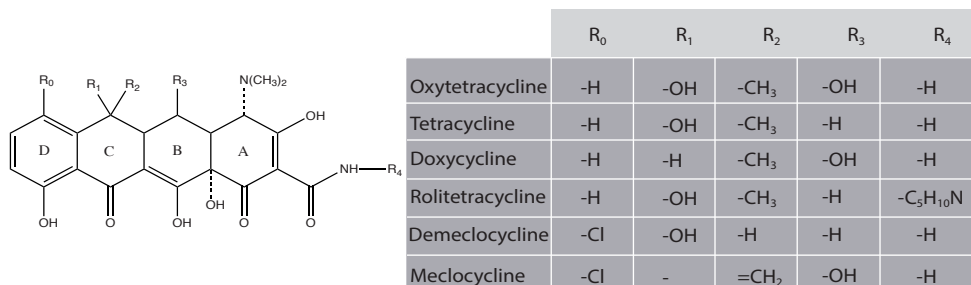 R₀ R₁ R₂ R₃ N(CH₃)₂
OH
D C B A
NH R₄
OH O OH OH O O
R₀ R₁ R₂ R₃ R₄
Oxytetracycline -H -OH -CH₃ -OH -H
Tetracycline -H -OH -CH₃ -H -H
Doxycycline -H -H -CH₃ -OH -H
Rolitetracycline -H -OH -CH₃ -H -C₅H₁₀N
Demeclocycline -Cl -OH -H -H -H
Meclocycline -Cl - =CH₂ -OH -H